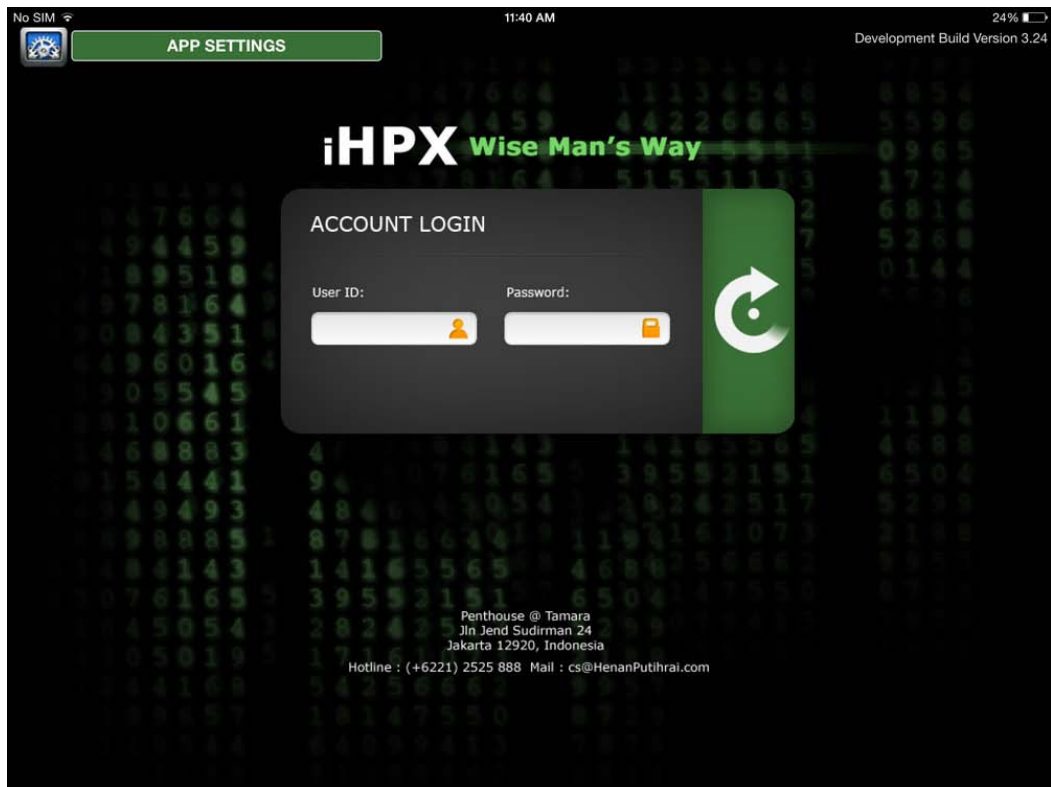 No SIM 11:40 AM 24%
APP SETTINGS
Development Build Version 3.24
iHPX Wise Man's Way
ACCOUNT LOGIN
User ID: Password:
Penthouse @ Tamara
Jln Jend Sudirman 24
Jakarta 12920, Indonesia
Hotline : (+6221) 2525 888 Mail : cs@HenanPutihrai.com